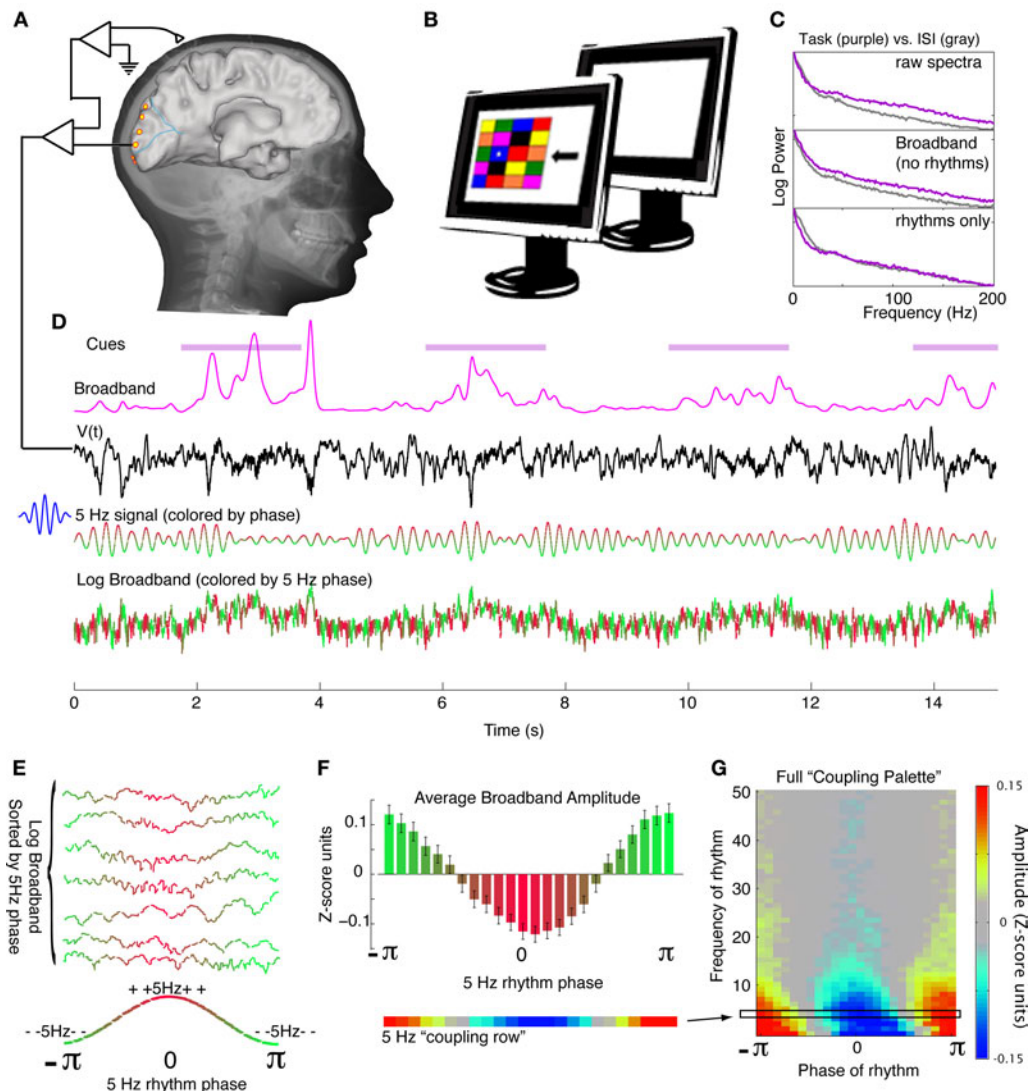 A
B
C
Task (purple) vs. ISI (gray)
raw spectra
Broadband
(no rhythms)
rhythms only
Log Power
0
100
200
Frequency (Hz)
D
Cues
Broadband
V(t)
5 Hz signal (colored by phase)
Log Broadband (colored by 5 Hz phase)
0
2
4
6
8
10
12
14
Time (s)
E
Log Broadband
Sorted by 5Hz phase
+ ++5Hz+ +
- -5Hz- -
- -5Hz- -
-π
0
π
5 Hz rhythm phase
F
Average Broadband Amplitude
Z-score units
0.1
0
-0.1
-π
0
π
5 Hz rhythm phase
5 Hz "coupling row"
G
Full "Coupling Palette"
Frequency of rhythm
50
40
30
20
10
0
-π
0
π
Phase of rhythm
0.15
0
-0.15
Amplitude (Z-score units)